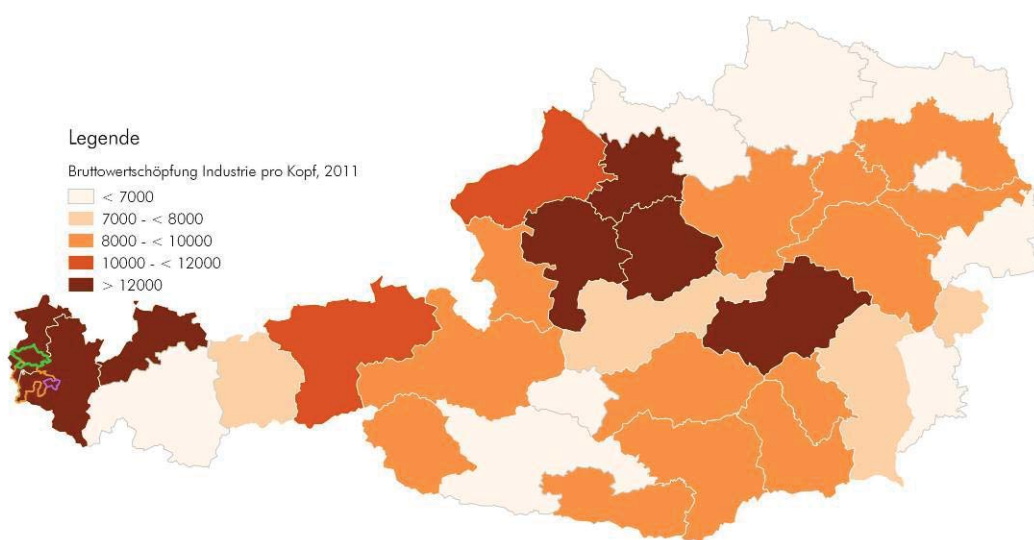 Legende
Bruttowertschöpfung Industrie pro Kopf, 2011
< 7000
7000 - < 8000
8000 - < 10000
10000 - < 12000
> 12000